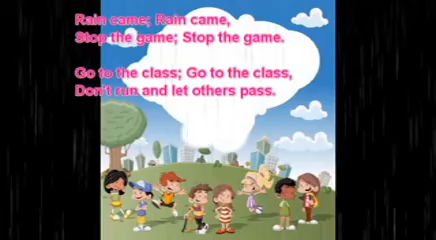 Rain came; Rain came,
Stop the game; Stop the game.
Go to the class; Go to the class,
Don't run and let others pass.